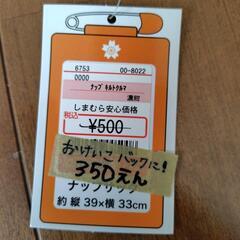 6753 00-8022
0000
ﾅｯﾌﾟ ｷﾙﾄｸﾙﾏ
濃紺
しまむら安心価格
税込
¥500
おけいこバックに!
350えん
ナップサック
約 縦 39×横 33cm